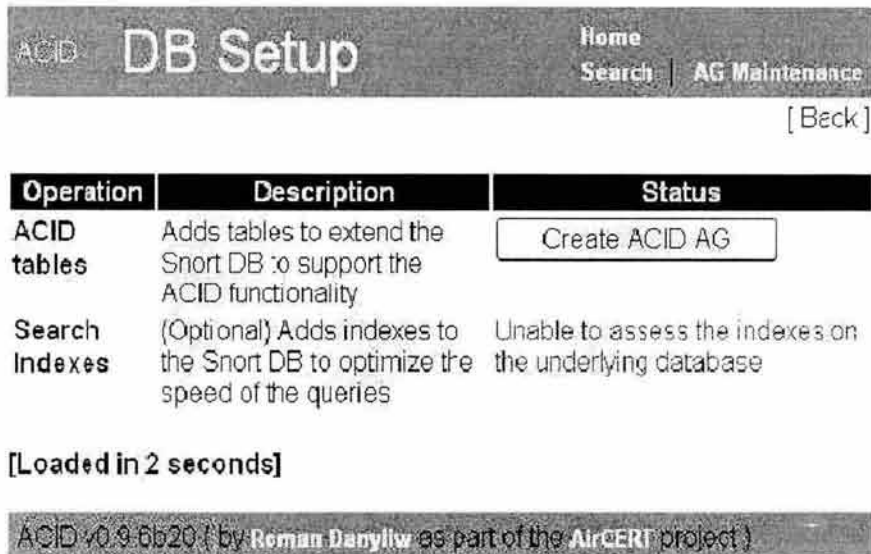 ACID DB Setup
Home
Search | AG Maintenance
[ Back ]
Operation Description Status
ACID tables
Adds tables to extend the
Snort DB to support the
ACID functionality
Create ACID AG
Search Indexes
(Optional) Adds indexes to
the Snort DB to optimize the
speed of the queries
Unable to assess the indexes on
the underlying database
[Loaded in 2 seconds]
ACID v0.9.6b20 ( by Roman Danyliw as part of the AirCERT project )